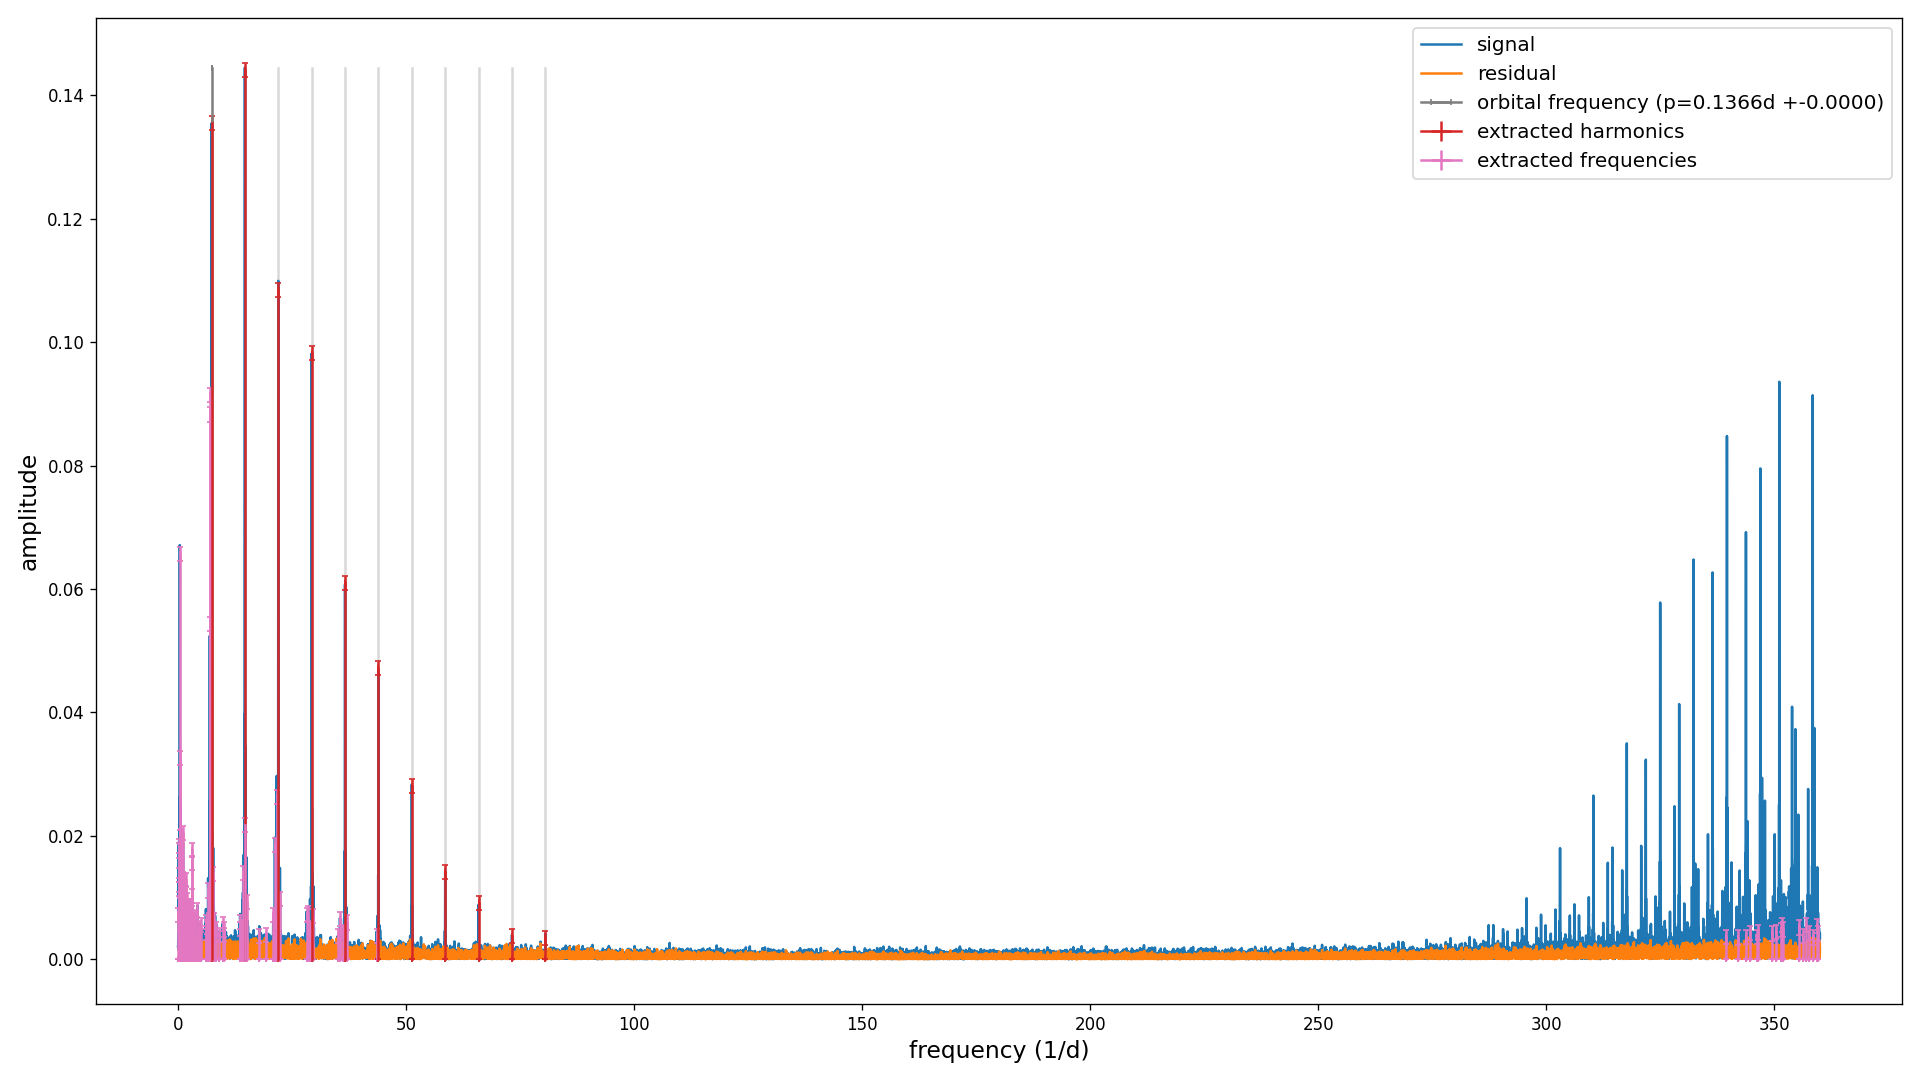 signal
residual
orbital frequency (p=0.1366d +-0.0000)
extracted harmonics
extracted frequencies
amplitude
0.14
0.12
0.10
0.08
0.06
0.04
0.02
0.00
0 50 100 150 200 250 300 350
frequency (1/d)